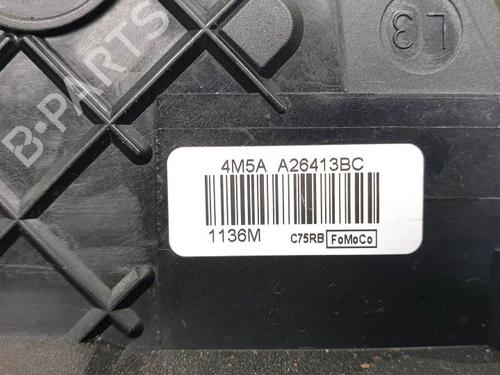 L3
B-PARTS
4M5A A26413BC
1136M C75RB FoMoCo